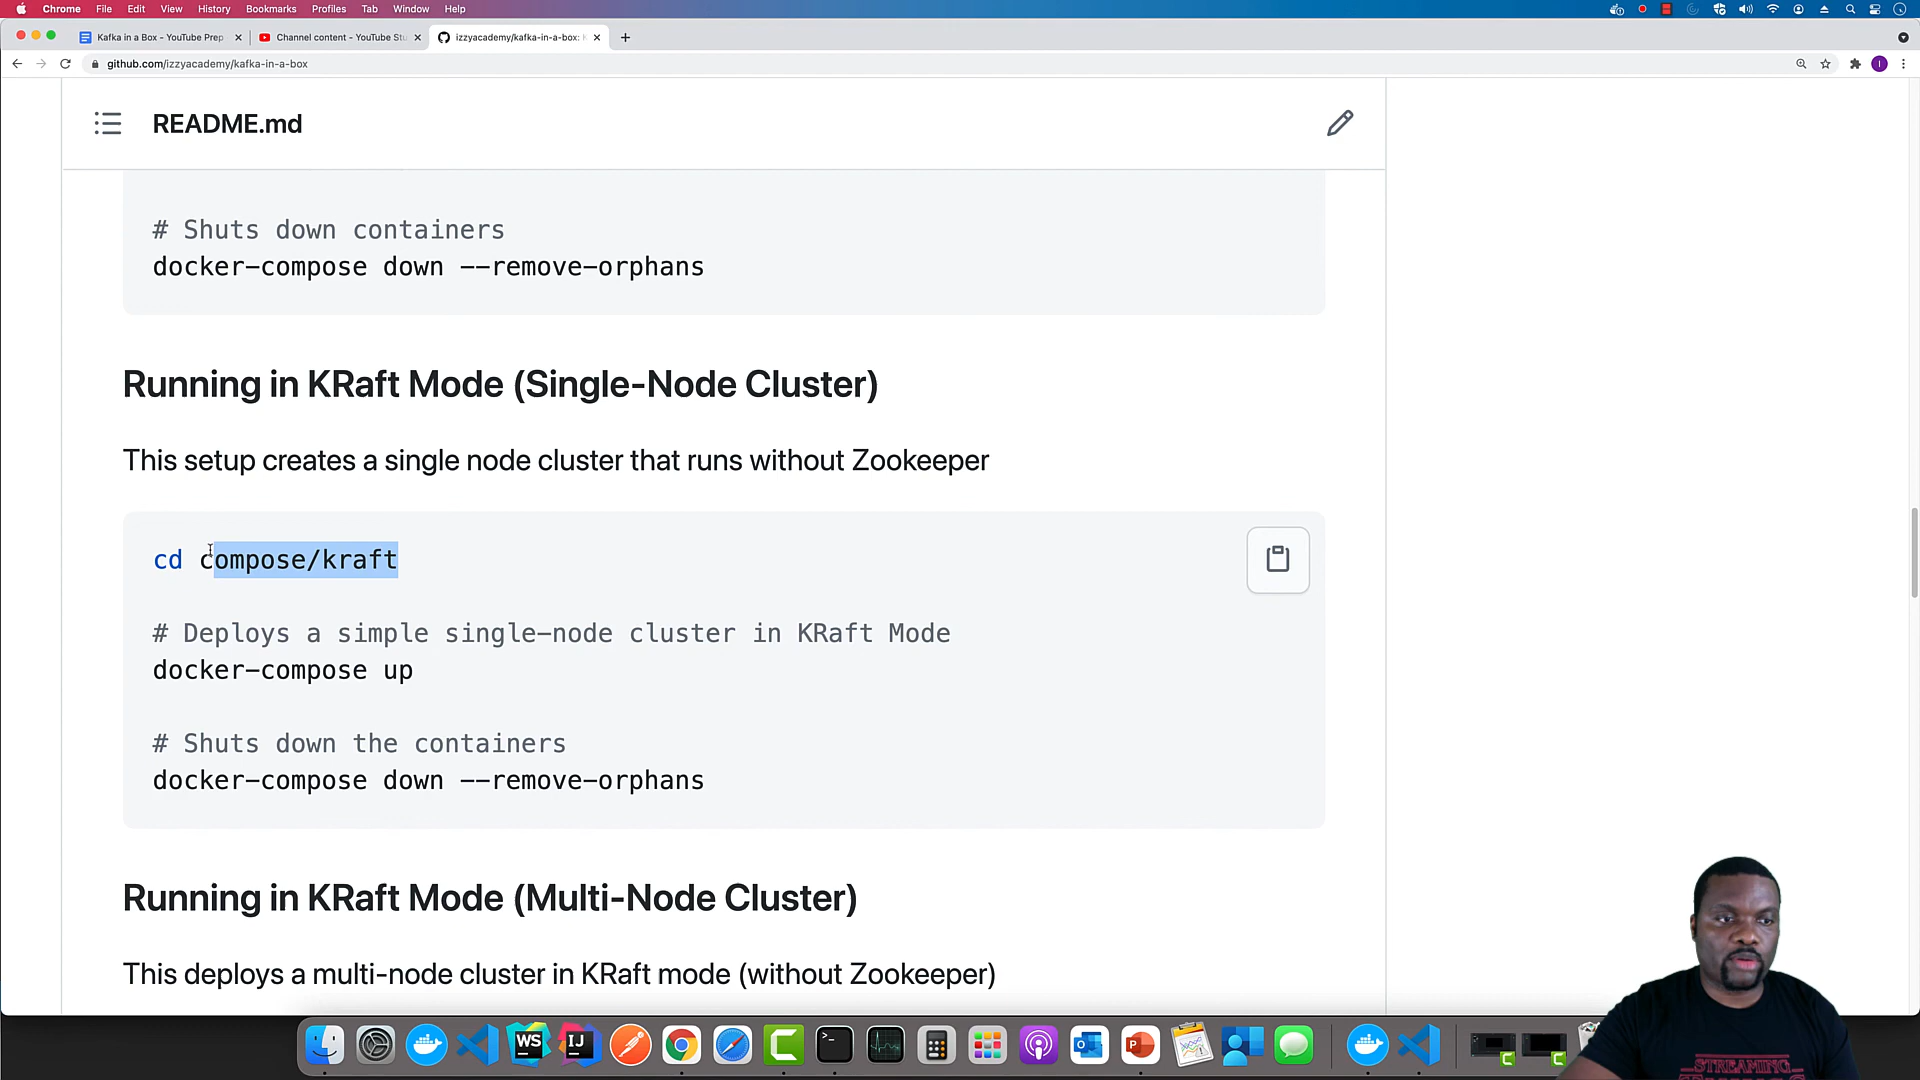 Chrome File Edit View History Bookmarks Profiles Tab Window Help
Kafka in a Box - YouTube Prep
Channel content - YouTube Stu
izzyacademy/kafka-in-a-box: K
github.com/izzyacademy/kafka-in-a-box
README.md
# Shuts down containers
docker-compose down --remove-orphans
Running in KRaft Mode (Single-Node Cluster)
This setup creates a single node cluster that runs without Zookeeper
cd compose/kraft
# Deploys a simple single-node cluster in KRaft Mode
docker-compose up
# Shuts down the containers
docker-compose down --remove-orphans
Running in KRaft Mode (Multi-Node Cluster)
This deploys a multi-node cluster in KRaft mode (without Zookeeper)
WS
IJ
STREAMING